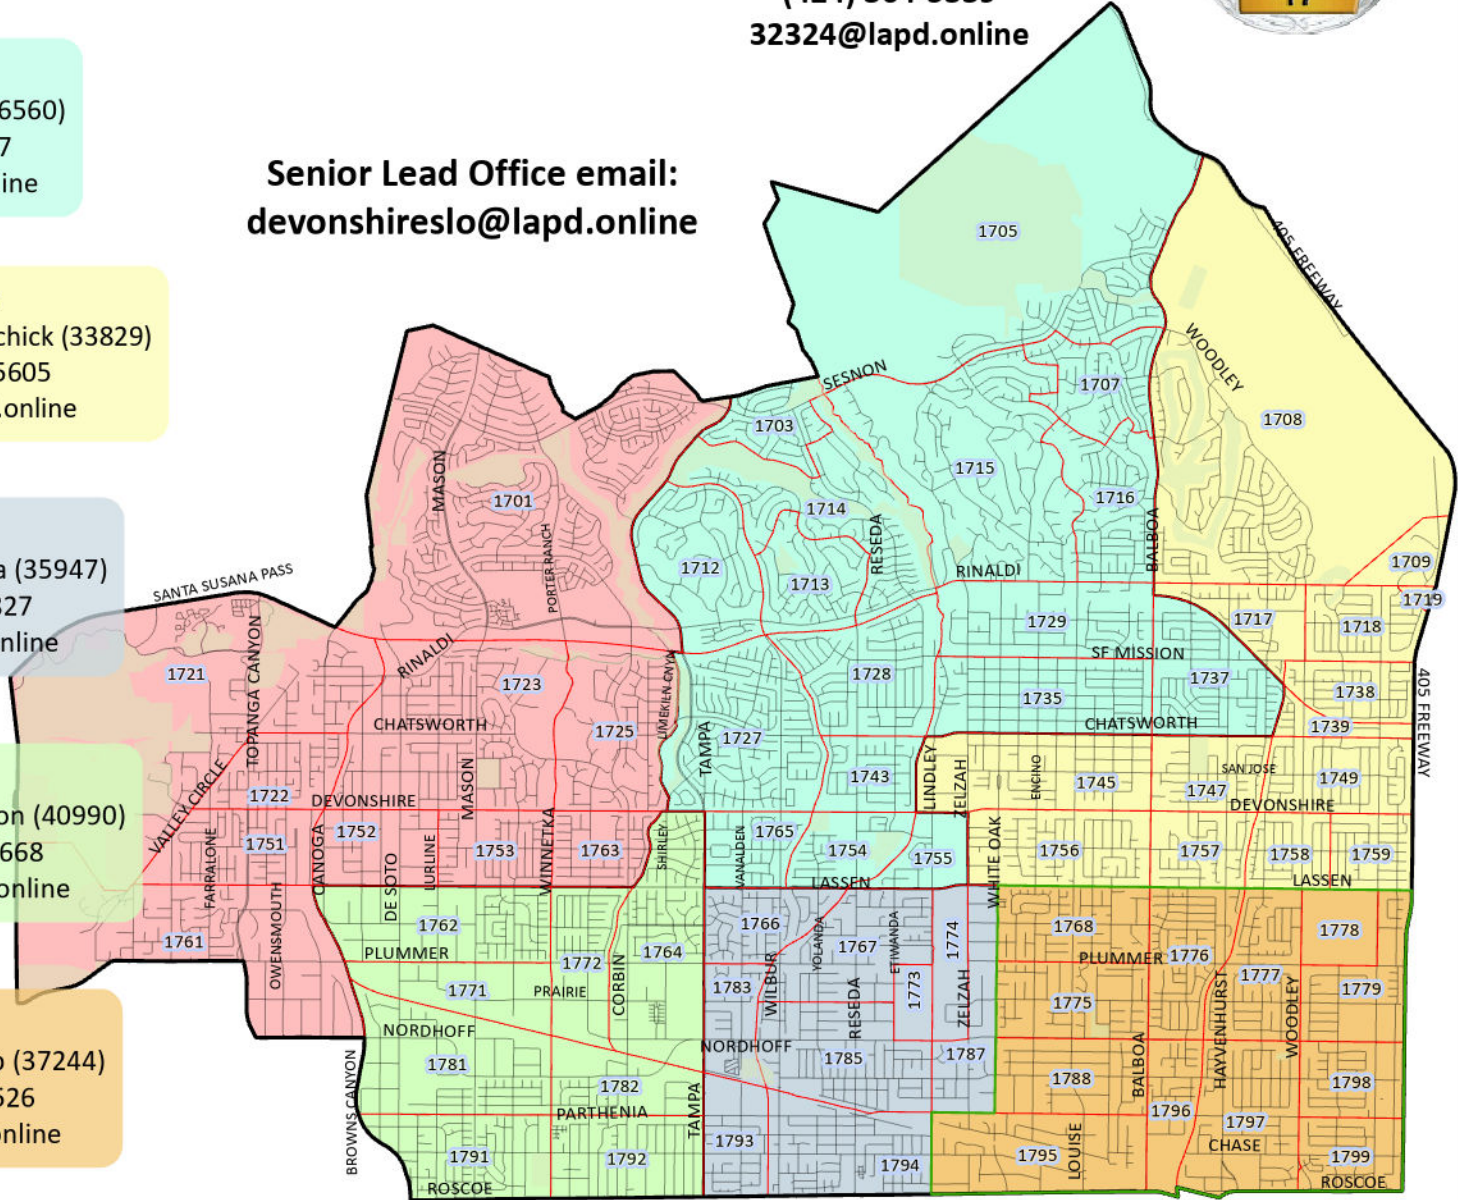 32324@lapd.online
17
6560)
7
ine
Senior Lead Office email:
devonshireslo@lapd.online
chick (33829)
5605
.online
a (35947)
327
online
on (40990)
668
.online
o (37244)
526
online
1705
405 FREEWAY
WOODLEY
SESNON
1707
1708
1703
MASON
1701
1715
1716
1714
RESEDA
BALBOA
PORTER RANCH
1712
1713
RINALDI
1709
SANTA SUSANA PASS
1719
1729
1717
1718
TOPANGA CANYON
RINALDI
SF MISSION
1721
1723
LIMEKILN CNYA
1728
1737
1738
1735
405 FREEWAY
CHATSWORTH
1725
TAMPA
1727
CHATSWORTH
1739
VALLEY CIRCLE
MASON
1743
LINDLEY
ZELZAH
ENCINO
1745
SAN JOSE
1747
1749
1722
DEVONSHIRE
DEVONSHIRE
FARRALONE
1751
CANOGA
1752
DE SOTO
LURLINE
1753
WINNETKA
1763
SHIRLEY
VANALDEN
1765
1754
1755
WHITE OAK
1756
1757
1758
1759
LASSEN
LASSEN
OWENSMOUTH
1761
1762
PLUMMER
1772
CORBIN
1764
1766
YOLANDA
1767
ETIWANDA
1774
1768
PLUMMER
1776
1778
1771
PRAIRIE
1783
WILBUR
RESEDA
1773
ZELZAH
1775
HAYVENHURST
1777
WOODLEY
1779
NORDHOFF
NORDHOFF
1781
1785
1787
BROWNS CANYON
1782
PARTHENIA
TAMPA
1788
BALBOA
1796
1798
1797
CHASE
1793
1791
1792
1794
1795
LOUISE
1799
ROSCOE
ROSCOE